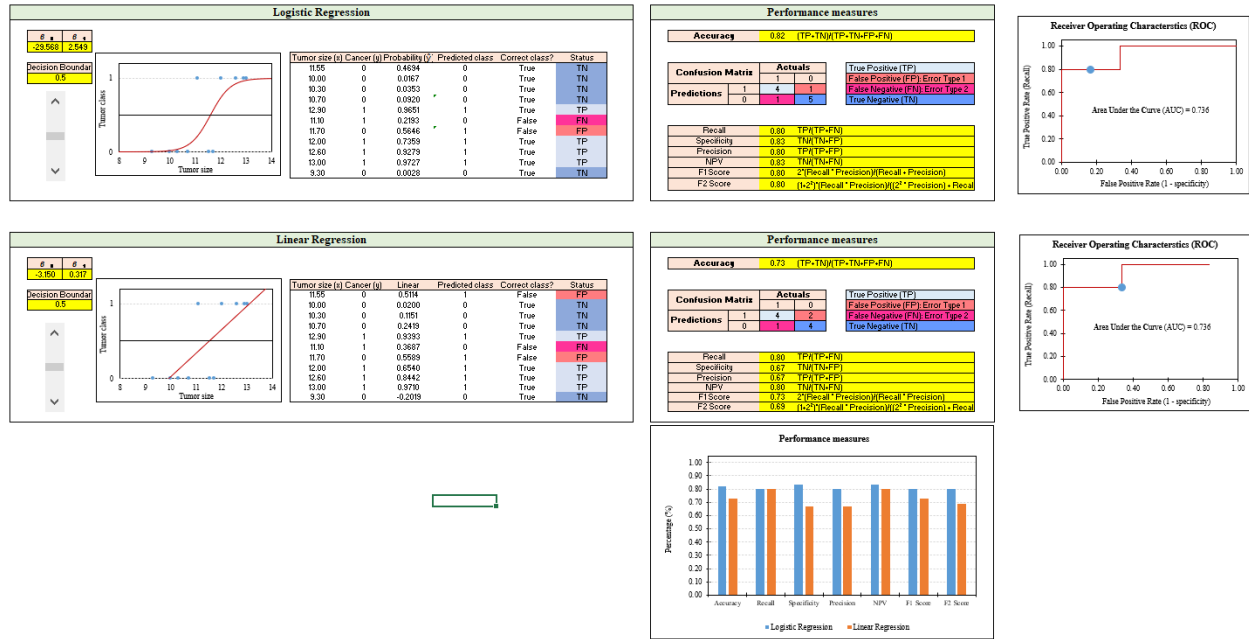 Logistic Regression
Performance measures
Receiver Operating Characterstics (ROC)
-29.568 2.549
Decision Boundar
0.5
Tumor class
1
0
8 9 10 11 12 13 14
Tumor size
Tumor size (x) Cancer (y) Probability (ŷ) Predicted class Correct class? Status
11.55 0 0.4694 0 True TN
10.00 0 0.0167 0 True TN
10.30 0 0.0353 0 True TN
10.70 0 0.0920 0 True TN
12.90 1 0.9651 1 True TP
11.10 1 0.2193 0 False FN
11.70 0 0.5646 1 False FP
12.00 1 0.7359 1 True TP
12.60 1 0.9279 1 True TP
13.00 1 0.9727 1 True TP
9.30 0 0.0028 0 True TN
Accuracy 0.82 (TP+TN)/(TP+TN+FP+FN)
Confusion Matrix Actuals
1 0
Predictions 1 4 1
0 1 5
True Positive (TP)
False Positive (FP): Error Type 1
False Negative (FN): Error Type 2
True Negative (TN)
Recall 0.80 TP/(TP+FN)
Specificity 0.83 TN/(TN+FP)
Precision 0.80 TP/(TP+FP)
NPV 0.83 TN/(TN+FN)
F1 Score 0.80 2*(Recall * Precision)/(Recall + Precision)
F2 Score 0.80 (1+2²)*(Recall * Precision)/((2² * Precision) + Recal
True Positive Rate (Recall)
1.00
0.80
0.60
0.40
0.20
0.00
Area Under the Curve (AUC) = 0.736
0.00 0.20 0.40 0.60 0.80 1.00
False Positive Rate (1 - specificity)
Linear Regression
Performance measures
Receiver Operating Characterstics (ROC)
-3.150 0.317
Decision Boundar
0.5
Tumor class
1
0
8 9 10 11 12 13 14
Tumor size
Tumor size (x) Cancer (y) Linear Predicted class Correct class? Status
11.55 0 0.5114 1 False FP
10.00 0 0.0200 0 True TN
10.30 0 0.1151 0 True TN
10.70 0 0.2419 0 True TN
12.90 1 0.9393 1 True TP
11.10 1 0.3687 0 False FN
11.70 0 0.5589 1 False FP
12.00 1 0.6540 1 True TP
12.60 1 0.8442 1 True TP
13.00 1 0.9710 1 True TP
9.30 0 -0.2019 0 True TN
Accuracy 0.73 (TP+TN)/(TP+TN+FP+FN)
Confusion Matrix Actuals
1 0
Predictions 1 4 2
0 1 4
True Positive (TP)
False Positive (FP): Error Type 1
False Negative (FN): Error Type 2
True Negative (TN)
Recall 0.80 TP/(TP+FN)
Specificity 0.67 TN/(TN+FP)
Precision 0.67 TP/(TP+FP)
NPV 0.80 TN/(TN+FN)
F1 Score 0.73 2*(Recall * Precision)/(Recall * Precision)
F2 Score 0.69 (1+2²)*(Recall * Precision)/((2² * Precision) + Recal
True Positive Rate (Recall)
1.00
0.80
0.60
0.40
0.20
0.00
Area Under the Curve (AUC) = 0.736
0.00 0.20 0.40 0.60 0.80 1.00
False Positive Rate (1 - specificity)
Performance measures
Percentage (%)
1.00
0.90
0.80
0.70
0.60
0.50
0.40
0.30
0.20
0.10
0.00
Accuracy Recall Specificity Precision NPV F1 Score F2 Score
Logistic Regression Linear Regression